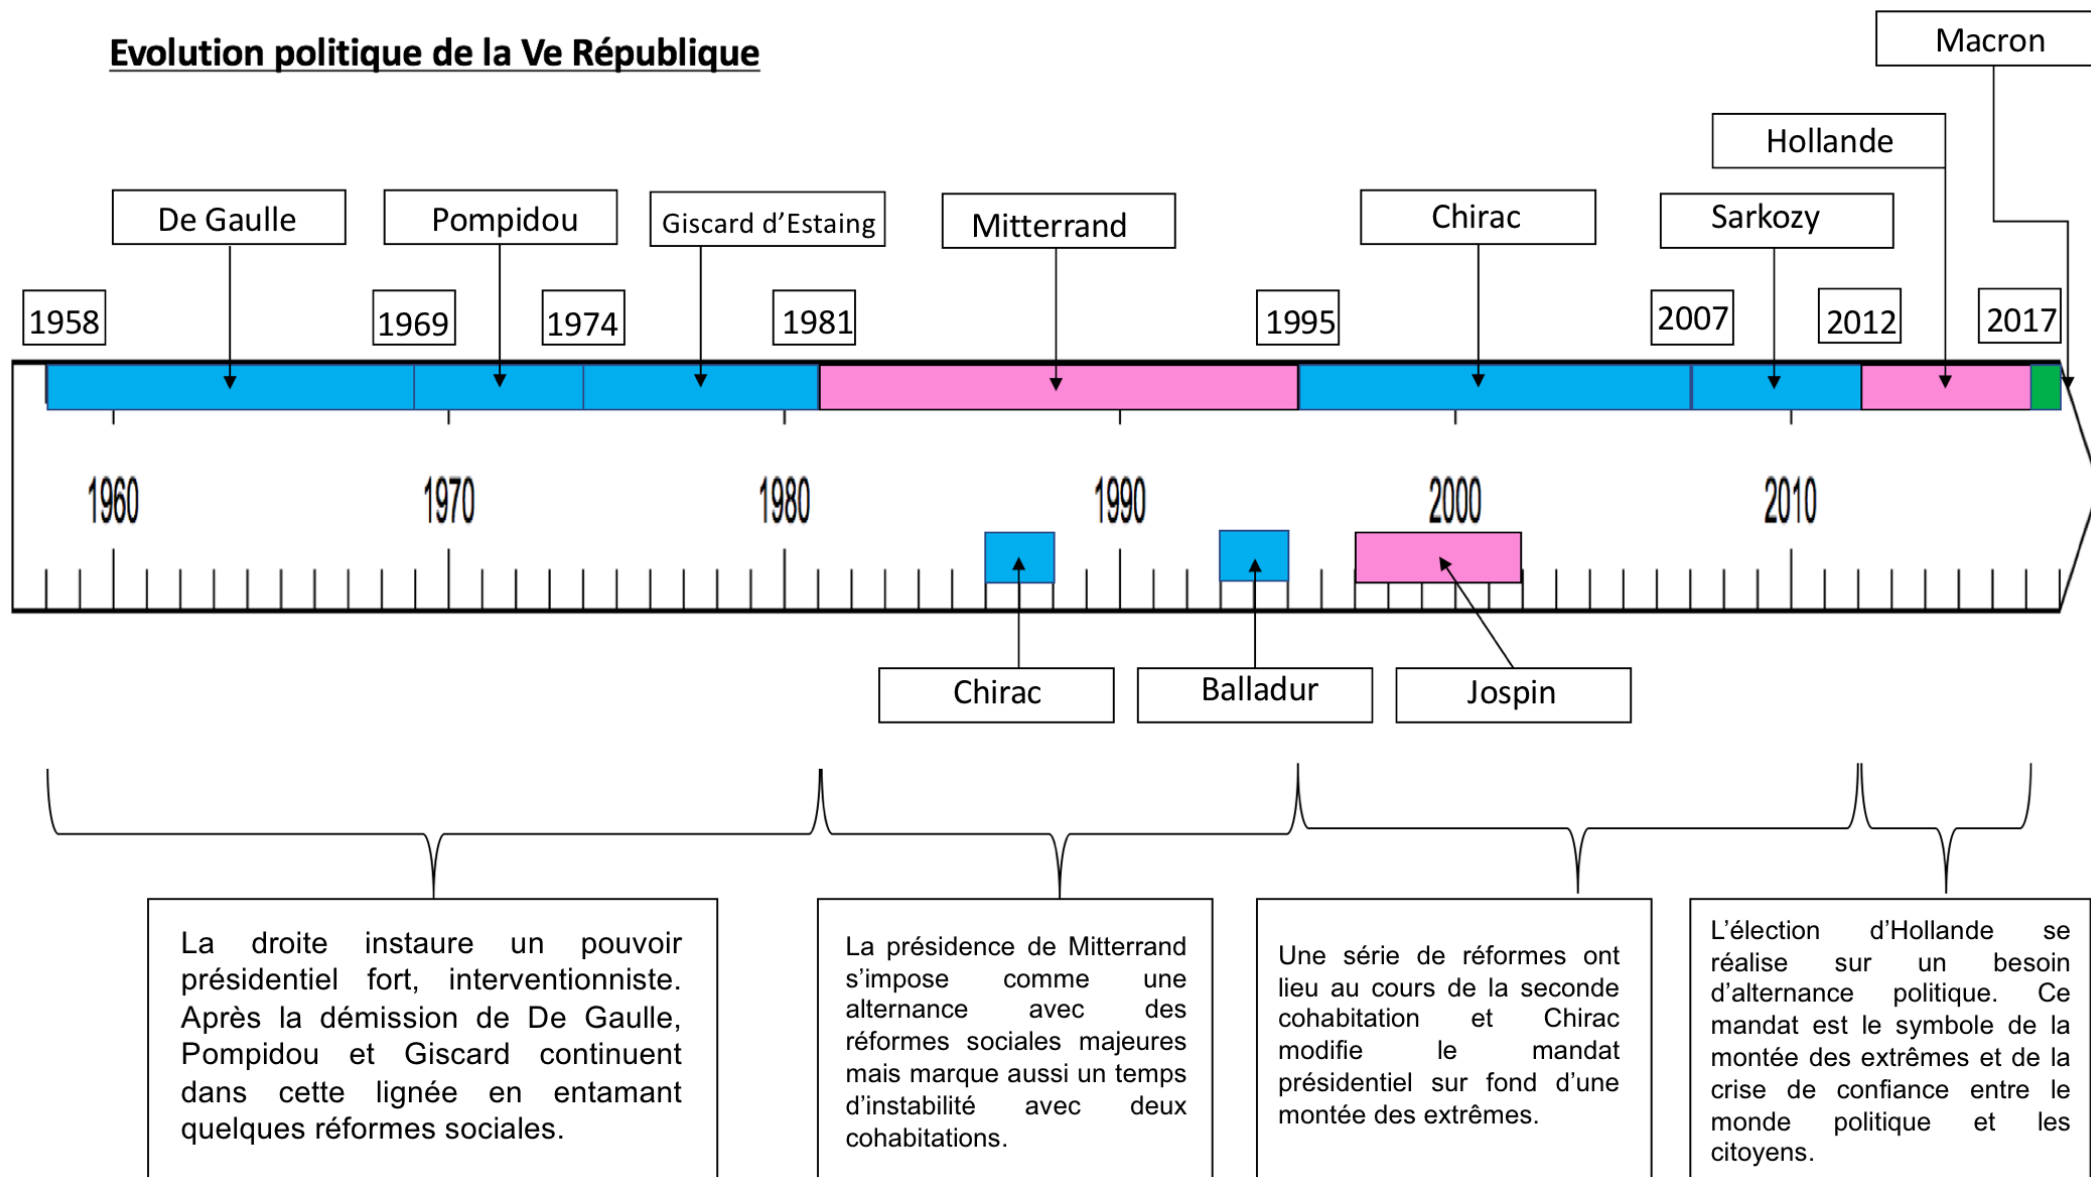 Evolution politique de la Ve République
Macron
Hollande
De Gaulle
Pompidou
Giscard d’Estaing
Mitterrand
Chirac
Sarkozy
1958
1969
1974
1981
1995
2007
2012
2017
1960
1970
1980
1990
2000
2010
Chirac
Balladur
Jospin
La droite instaure un pouvoir
présidentiel fort, interventionniste.
Après la démission de De Gaulle,
Pompidou et Giscard continuent
dans cette lignée en entamant
quelques réformes sociales.
La présidence de Mitterrand
s’impose comme une
alternance avec des
réformes sociales majeures
mais marque aussi un temps
d’instabilité avec deux
cohabitations.
Une série de réformes ont
lieu au cours de la seconde
cohabitation et Chirac
modifie le mandat
présidentiel sur fond d’une
montée des extrêmes.
L’élection d’Hollande se
réalise sur un besoin
d’alternance politique. Ce
mandat est le symbole de la
montée des extrêmes et de la
crise de confiance entre le
monde politique et les
citoyens.